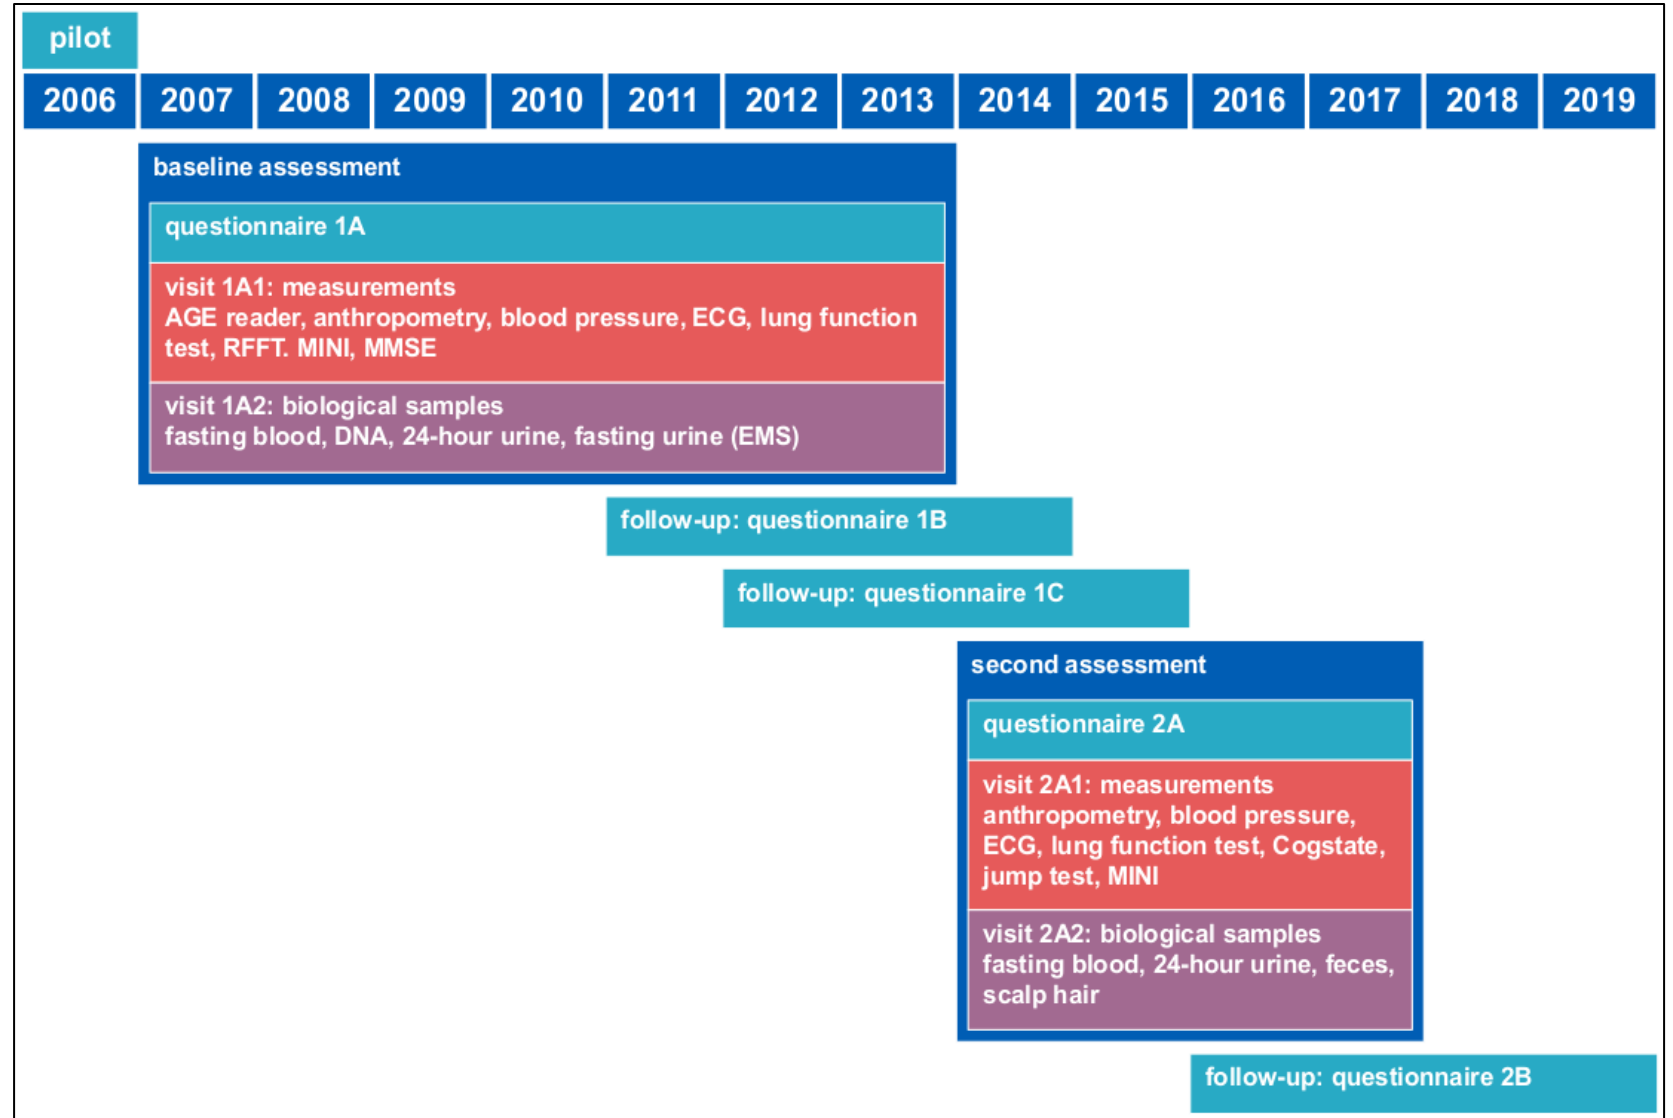 pilot
2006 2007 2008 2009 2010 2011 2012 2013 2014 2015 2016 2017 2018 2019
baseline assessment
questionnaire 1A
visit 1A1: measurements
AGE reader, anthropometry, blood pressure, ECG, lung function
test, RFFT. MINI, MMSE
visit 1A2: biological samples
fasting blood, DNA, 24-hour urine, fasting urine (EMS)
follow-up: questionnaire 1B
follow-up: questionnaire 1C
second assessment
questionnaire 2A
visit 2A1: measurements
anthropometry, blood pressure,
ECG, lung function test, Cogstate,
jump test, MINI
visit 2A2: biological samples
fasting blood, 24-hour urine, feces,
scalp hair
follow-up: questionnaire 2B